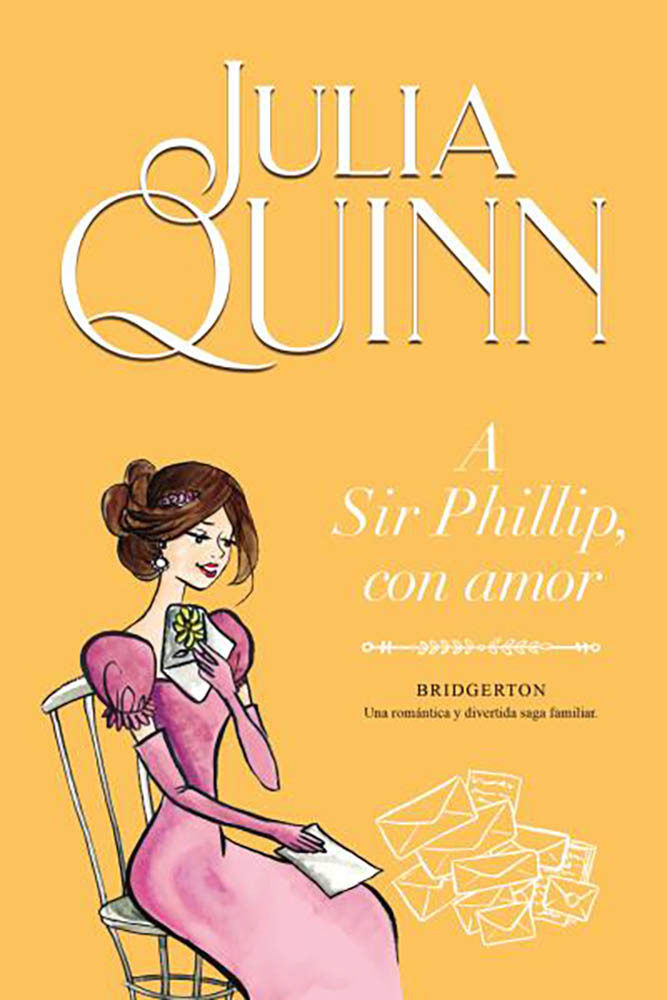 JULIA
QUINN
A
Sir Phillip,
con amor
BRIDGERTON
Una romántica y divertida saga familiar.